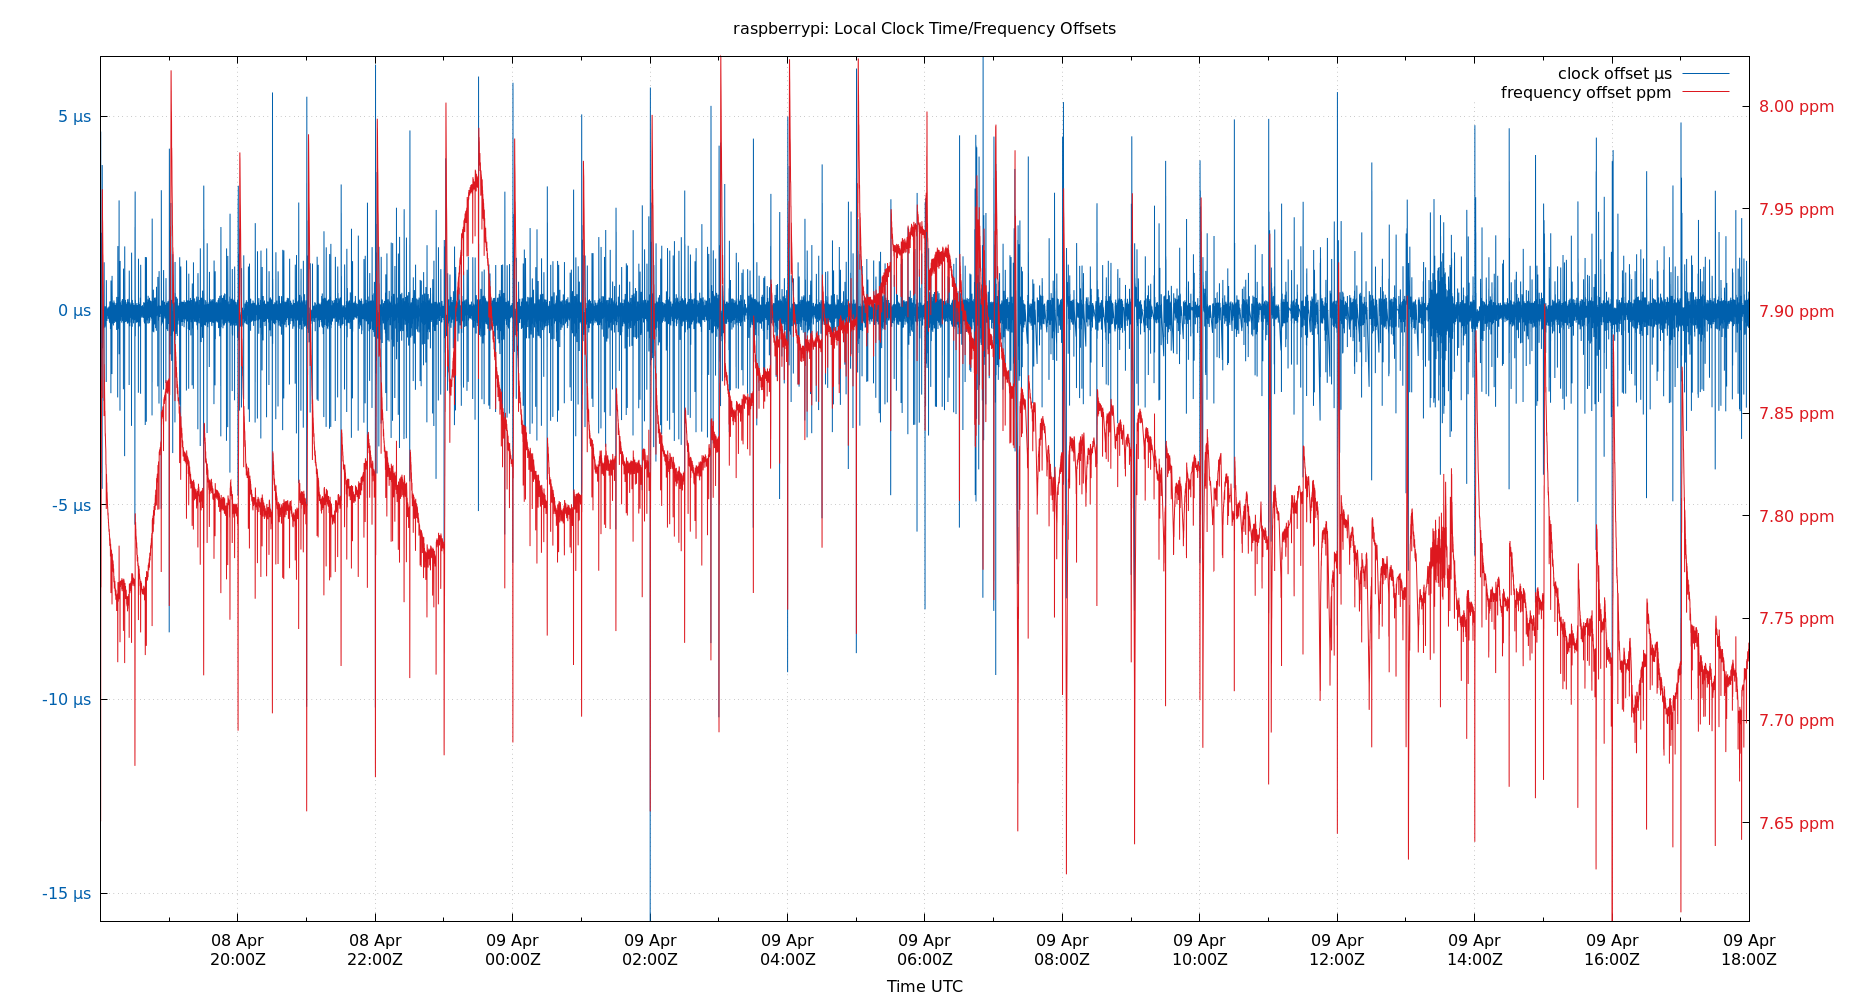 raspberrypi: Local Clock Time/Frequency Offsets
clock offset µs
frequency offset ppm
5 µs
0 µs
-5 µs
-10 µs
-15 µs
8.00 ppm
7.95 ppm
7.90 ppm
7.85 ppm
7.80 ppm
7.75 ppm
7.70 ppm
7.65 ppm
08 Apr 08 Apr 09 Apr 09 Apr 09 Apr 09 Apr 09 Apr 09 Apr 09 Apr 09 Apr 09 Apr 09 Apr
20:00Z 22:00Z 00:00Z 02:00Z 04:00Z 06:00Z 08:00Z 10:00Z 12:00Z 14:00Z 16:00Z 18:00Z
Time UTC